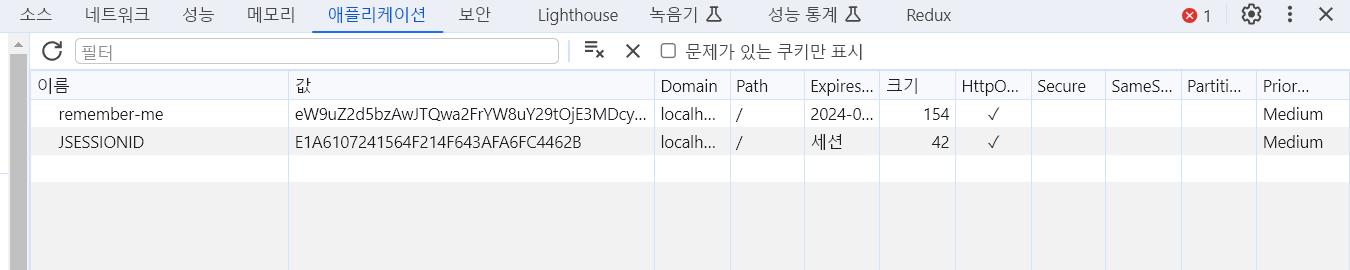 소스 네트워크 성능 메모리 애플리케이션 보안 Lighthouse 녹음기 성능 통계 Redux 1
필터 문제가 있는 쿠키만 표시
이름 값 Domain Path Expires... 크기 HttpO... Secure SameS... Partiti... Prior...
remember-me eW9uZ2d5bzAwJTQwa2FrYW8uY29tOjE3MDcy... localh... / 2024-0... 154 ✓ Medium
JSESSIONID E1A6107241564F214F643AFA6FC4462B localh... / 세션 42 ✓ Medium